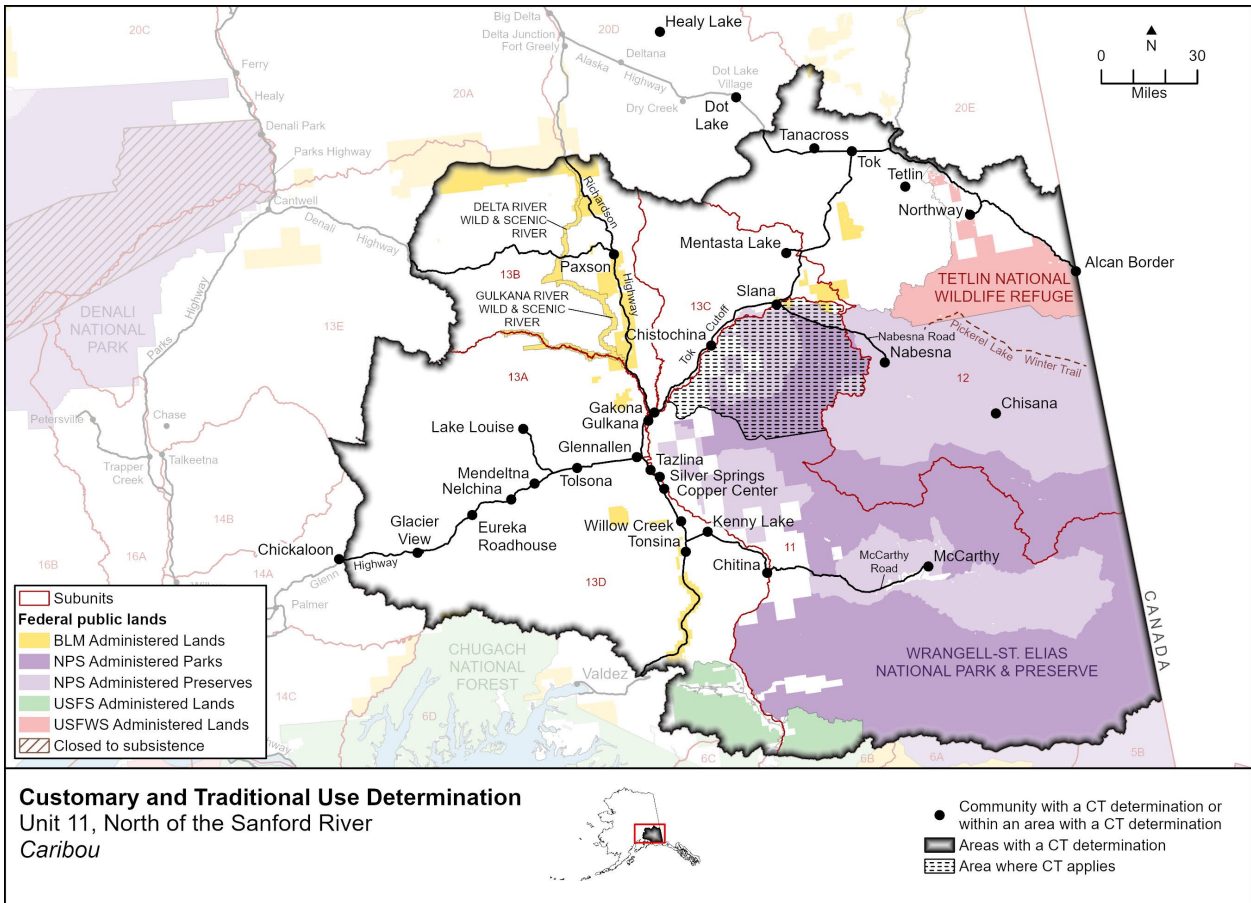 20C
Big Delta
20D
Healy Lake
Delta Junction
Fort Greely
Deltana
Alaska
Highway
Dot Lake
Village
Dry Creek
Dot
Lake
N
0
30
Miles
Ferry
Healy
20A
20E
Denali Park
Parks Highway
Tanacross
Tok
Tetlin
Northway
Cantwell
Denali
Highway
Richardson
DELTA RIVER
WILD & SCENIC
RIVER
Mentasta Lake
Alcan Border
Paxson
13B
Highway
TETLIN NATIONAL
WILDLIFE REFUGE
GULKANA RIVER
WILD & SCENIC
RIVER
13C
Slana
DENALI
NATIONAL
PARK
13E
Highway
Parks
Chistochina
Tok
Cutoff
Nabesna Road
Nabesna
Pickerel Lake
Winter Trail
13A
12
Petersville
Chase
Chisana
Gakona
Gulkana
Lake Louise
Trapper
Creek
Talkeetna
Glennallen
Tazlina
Mendeltna
Silver Springs
Nelchina
Tolsona
Copper Center
14B
Glacier
View
Eureka
Roadhouse
Willow Creek
Kenny Lake
Tonsina
11
McCarthy
Road
McCarthy
16A
Chickaloon
16B
14A
Glenn
Highway
Chitina
13D
Palmer
CANADA
Subunits
Federal public lands
BLM Administered Lands
NPS Administered Parks
NPS Administered Preserves
USFS Administered Lands
USFWS Administered Lands
Closed to subsistence
CHUGACH
NATIONAL
FOREST
Valdez
WRANGELL-ST. ELIAS
NATIONAL PARK & PRESERVE
14C
6D
6C
6B
6A
5B
Customary and Traditional Use Determination
Unit 11, North of the Sanford River
Caribou
Community with a CT determination or
within an area with a CT determination
Areas with a CT determination
Area where CT applies